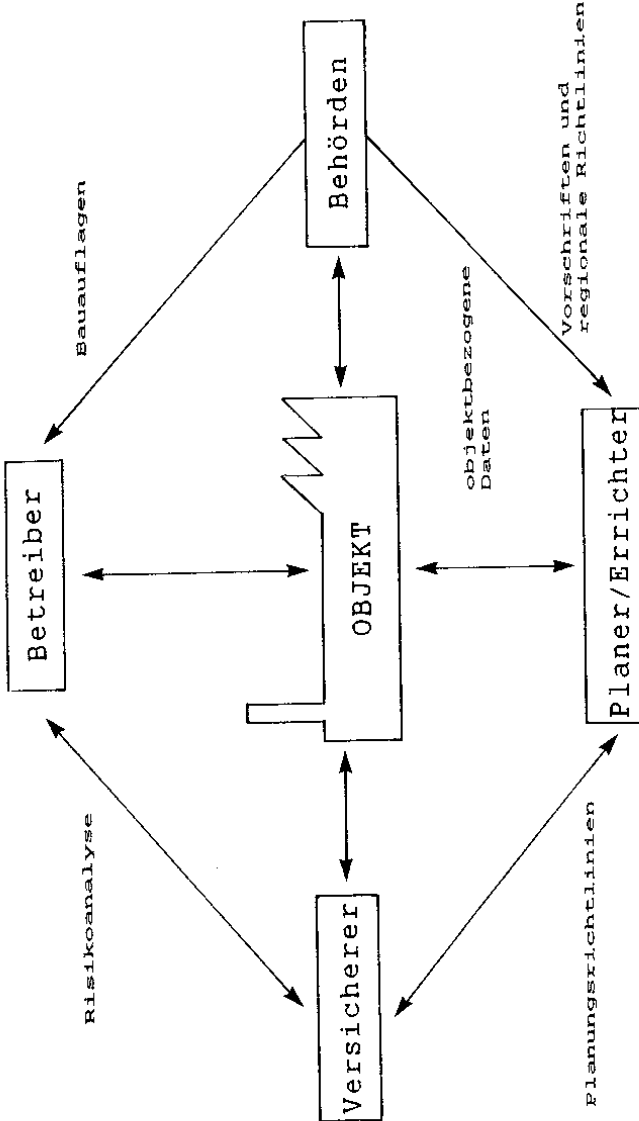 Betreiber
Risikoanalyse
Bauauflagen
Versicherer
OBJEKT
Behörden
objektbezogene
Daten
Planungsrichtlinien
Planer/Errichter
Vorschriften und
regionale Richtlinien